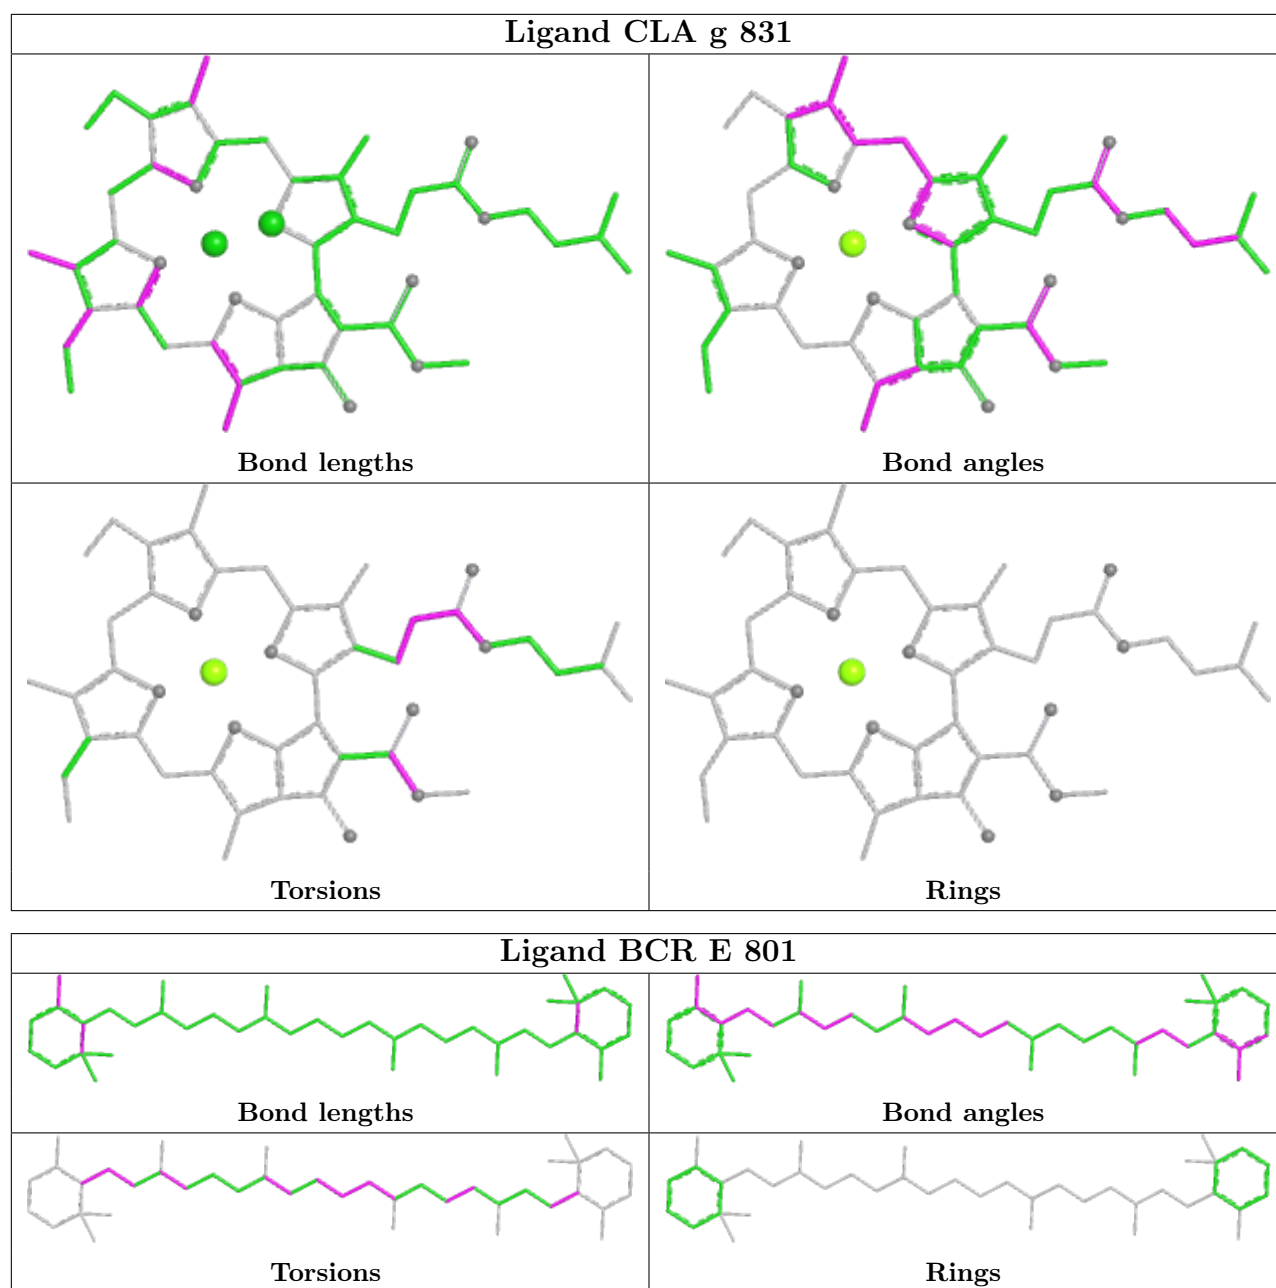 Ligand CLA g 831
Bond lengths
Bond angles
Torsions
Rings
Ligand BCR E 801
Bond lengths
Bond angles
Torsions
Rings